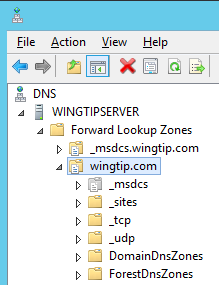 File Action View Help
DNS
WINGTIPSERVER
Forward Lookup Zones
_msdcs.wingtip.com
wingtip.com
_msdcs
_sites
_tcp
_udp
DomainDnsZones
ForestDnsZones